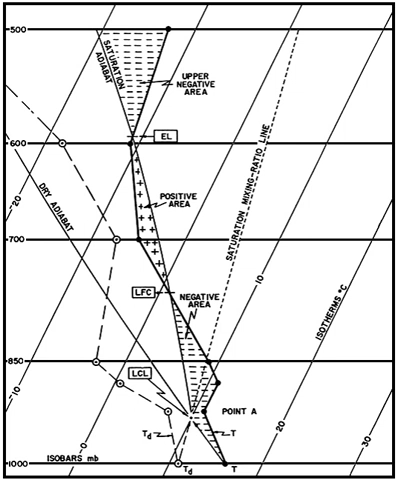 500
SATURATION
ADIABAT
UPPER
NEGATIVE
AREA
EL
600
SATURATION MIXING-RATIO LINE
-20
DRY ADIABAT
POSITIVE
AREA
700
LFC
NEGATIVE
AREA
10
ISOTHERMS °C
850
LCL
-10
POINT A
Td
T
0
20
30
ISOBARS mb
1000
Td
T